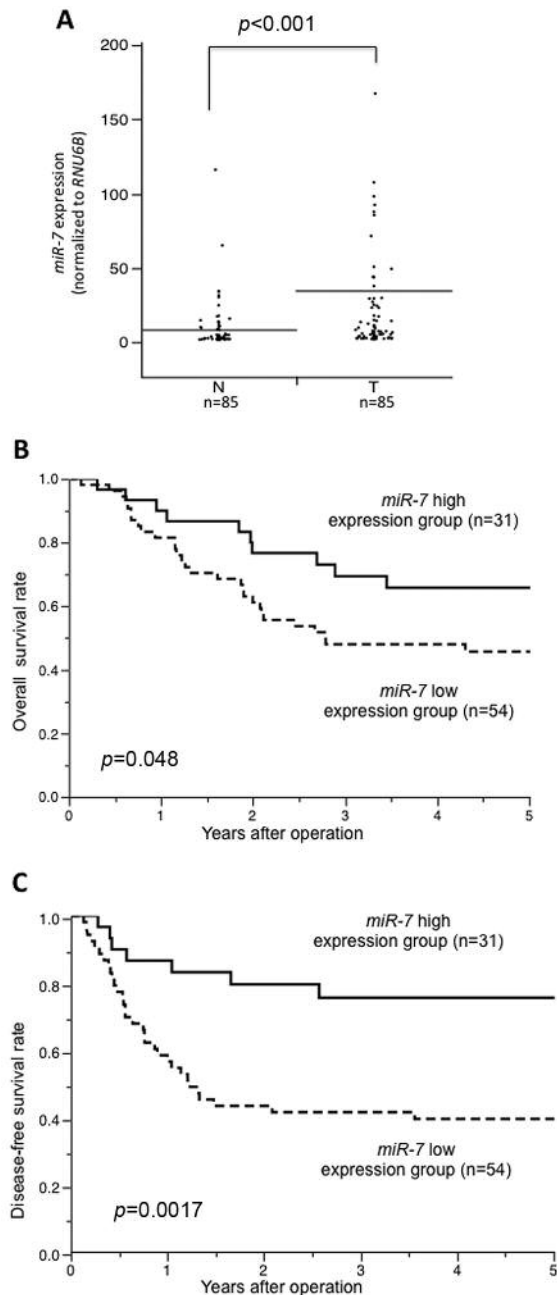 A
p<0.001
200
150
100
50
0
miR-7 expression
(normalized to RNU6B)
N
T
n=85
n=85
B
1.0
0.8
0.6
0.4
0.2
0.0
Overall survival rate
miR-7 high
expression group (n=31)
miR-7 low
expression group (n=54)
p=0.048
0 1 2 3 4 5
Years after operation
C
1.0
0.8
0.6
0.4
0.2
0.0
Disease-free survival rate
miR-7 high
expression group (n=31)
miR-7 low
expression group (n=54)
p=0.0017
0 1 2 3 4 5
Years after operation